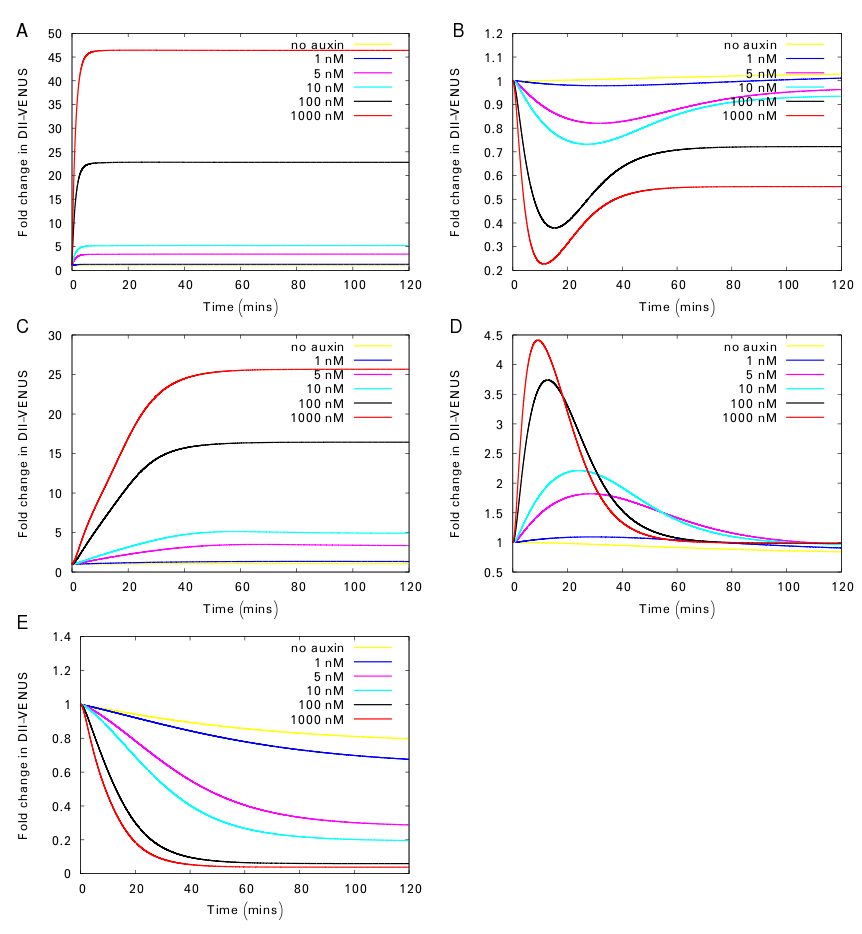 A
50
45
40
35
30
25
20
15
10
5
0
Fold change in DII-VENUS
no auxin
1 nM
5 nM
10 nM
100 nM
1000 nM
0 20 40 60 80 100 120
Time (mins)
B
1.2
1.1
1
0.9
0.8
0.7
0.6
0.5
0.4
0.3
0.2
Fold change in DII-VENUS
no auxin
1 nM
5 nM
10 nM
100 nM
1000 nM
0 20 40 60 80 100 120
Time (mins)
C
30
25
20
15
10
5
0
Fold change in DII-VENUS
no auxin
1 nM
5 nM
10 nM
100 nM
1000 nM
0 20 40 60 80 100 120
Time (mins)
D
4.5
4
3.5
3
2.5
2
1.5
1
0.5
Fold change in DII-VENUS
no auxin
1 nM
5 nM
10 nM
100 nM
1000 nM
0 20 40 60 80 100 120
Time (mins)
E
1.4
1.2
1
0.8
0.6
0.4
0.2
0
Fold change in DII-VENUS
no auxin
1 nM
5 nM
10 nM
100 nM
1000 nM
0 20 40 60 80 100 120
Time (mins)